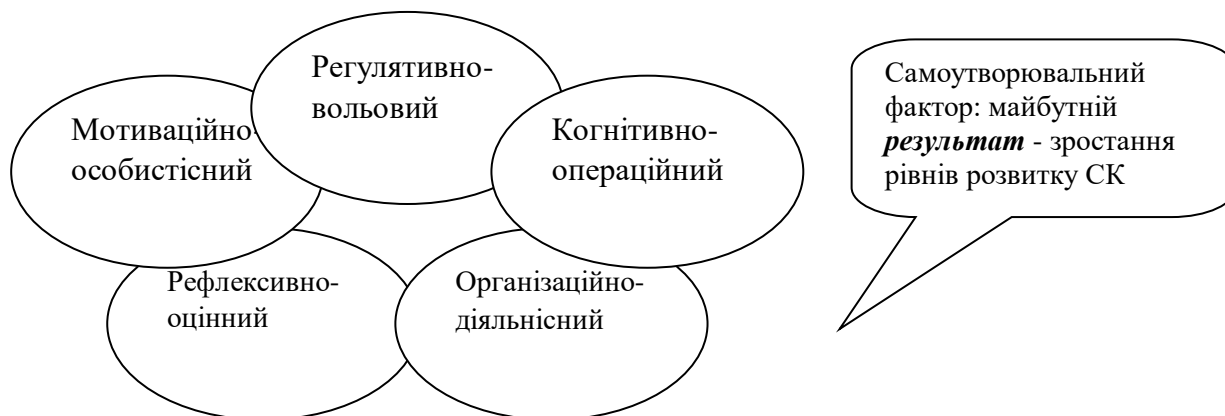 Регулятивно-
вольовий
Мотиваційно-
особистісний
Когнітивно-
операційний
Рефлексивно-
оцінний
Організаційно-
діяльнісний
Самоутворювальний
фактор: майбутній
результат - зростання
рівнів розвитку СК